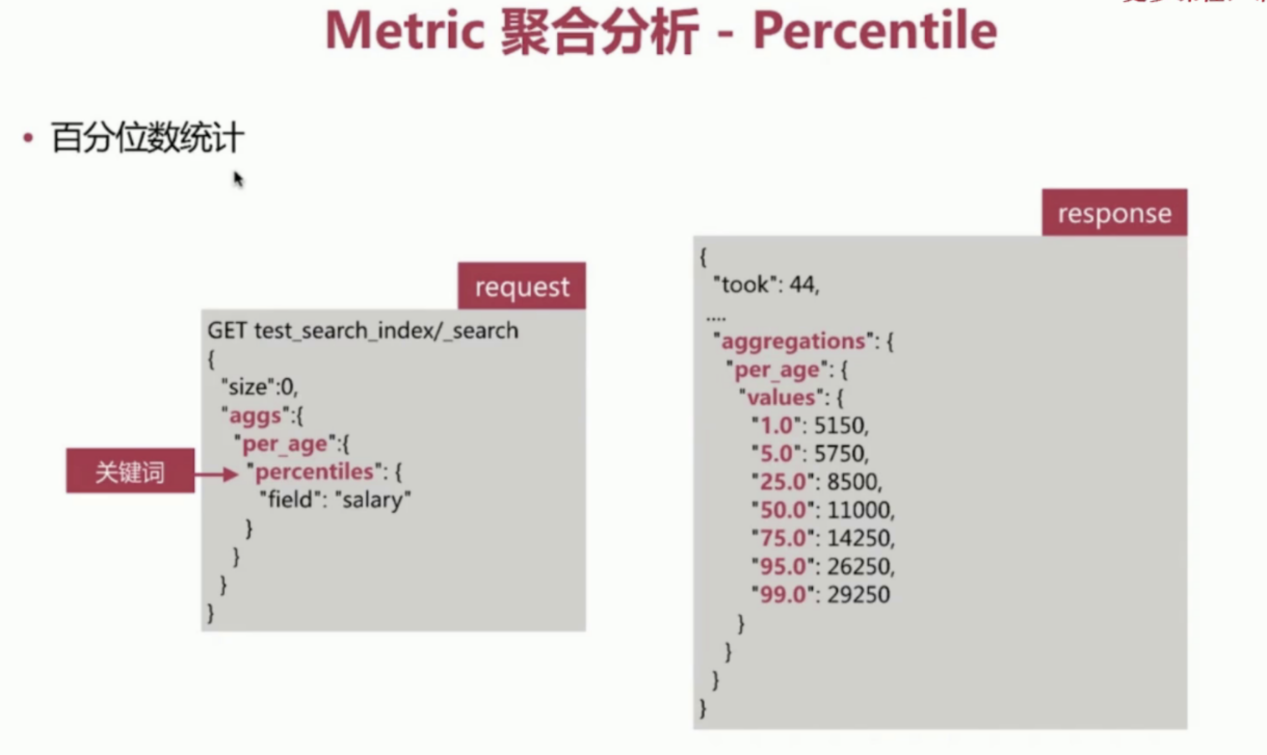 Metric 聚合分析 - Percentile
• 百分位数统计
request
GET test_search_index/_search
{
"size":0,
"aggs":{
"per_age":{
"percentiles": {
"field": "salary"
}
}
}
}
关键词
response
{
"took": 44,
....
"aggregations": {
"per_age": {
"values": {
"1.0": 5150,
"5.0": 5750,
"25.0": 8500,
"50.0": 11000,
"75.0": 14250,
"95.0": 26250,
"99.0": 29250
}
}
}
}